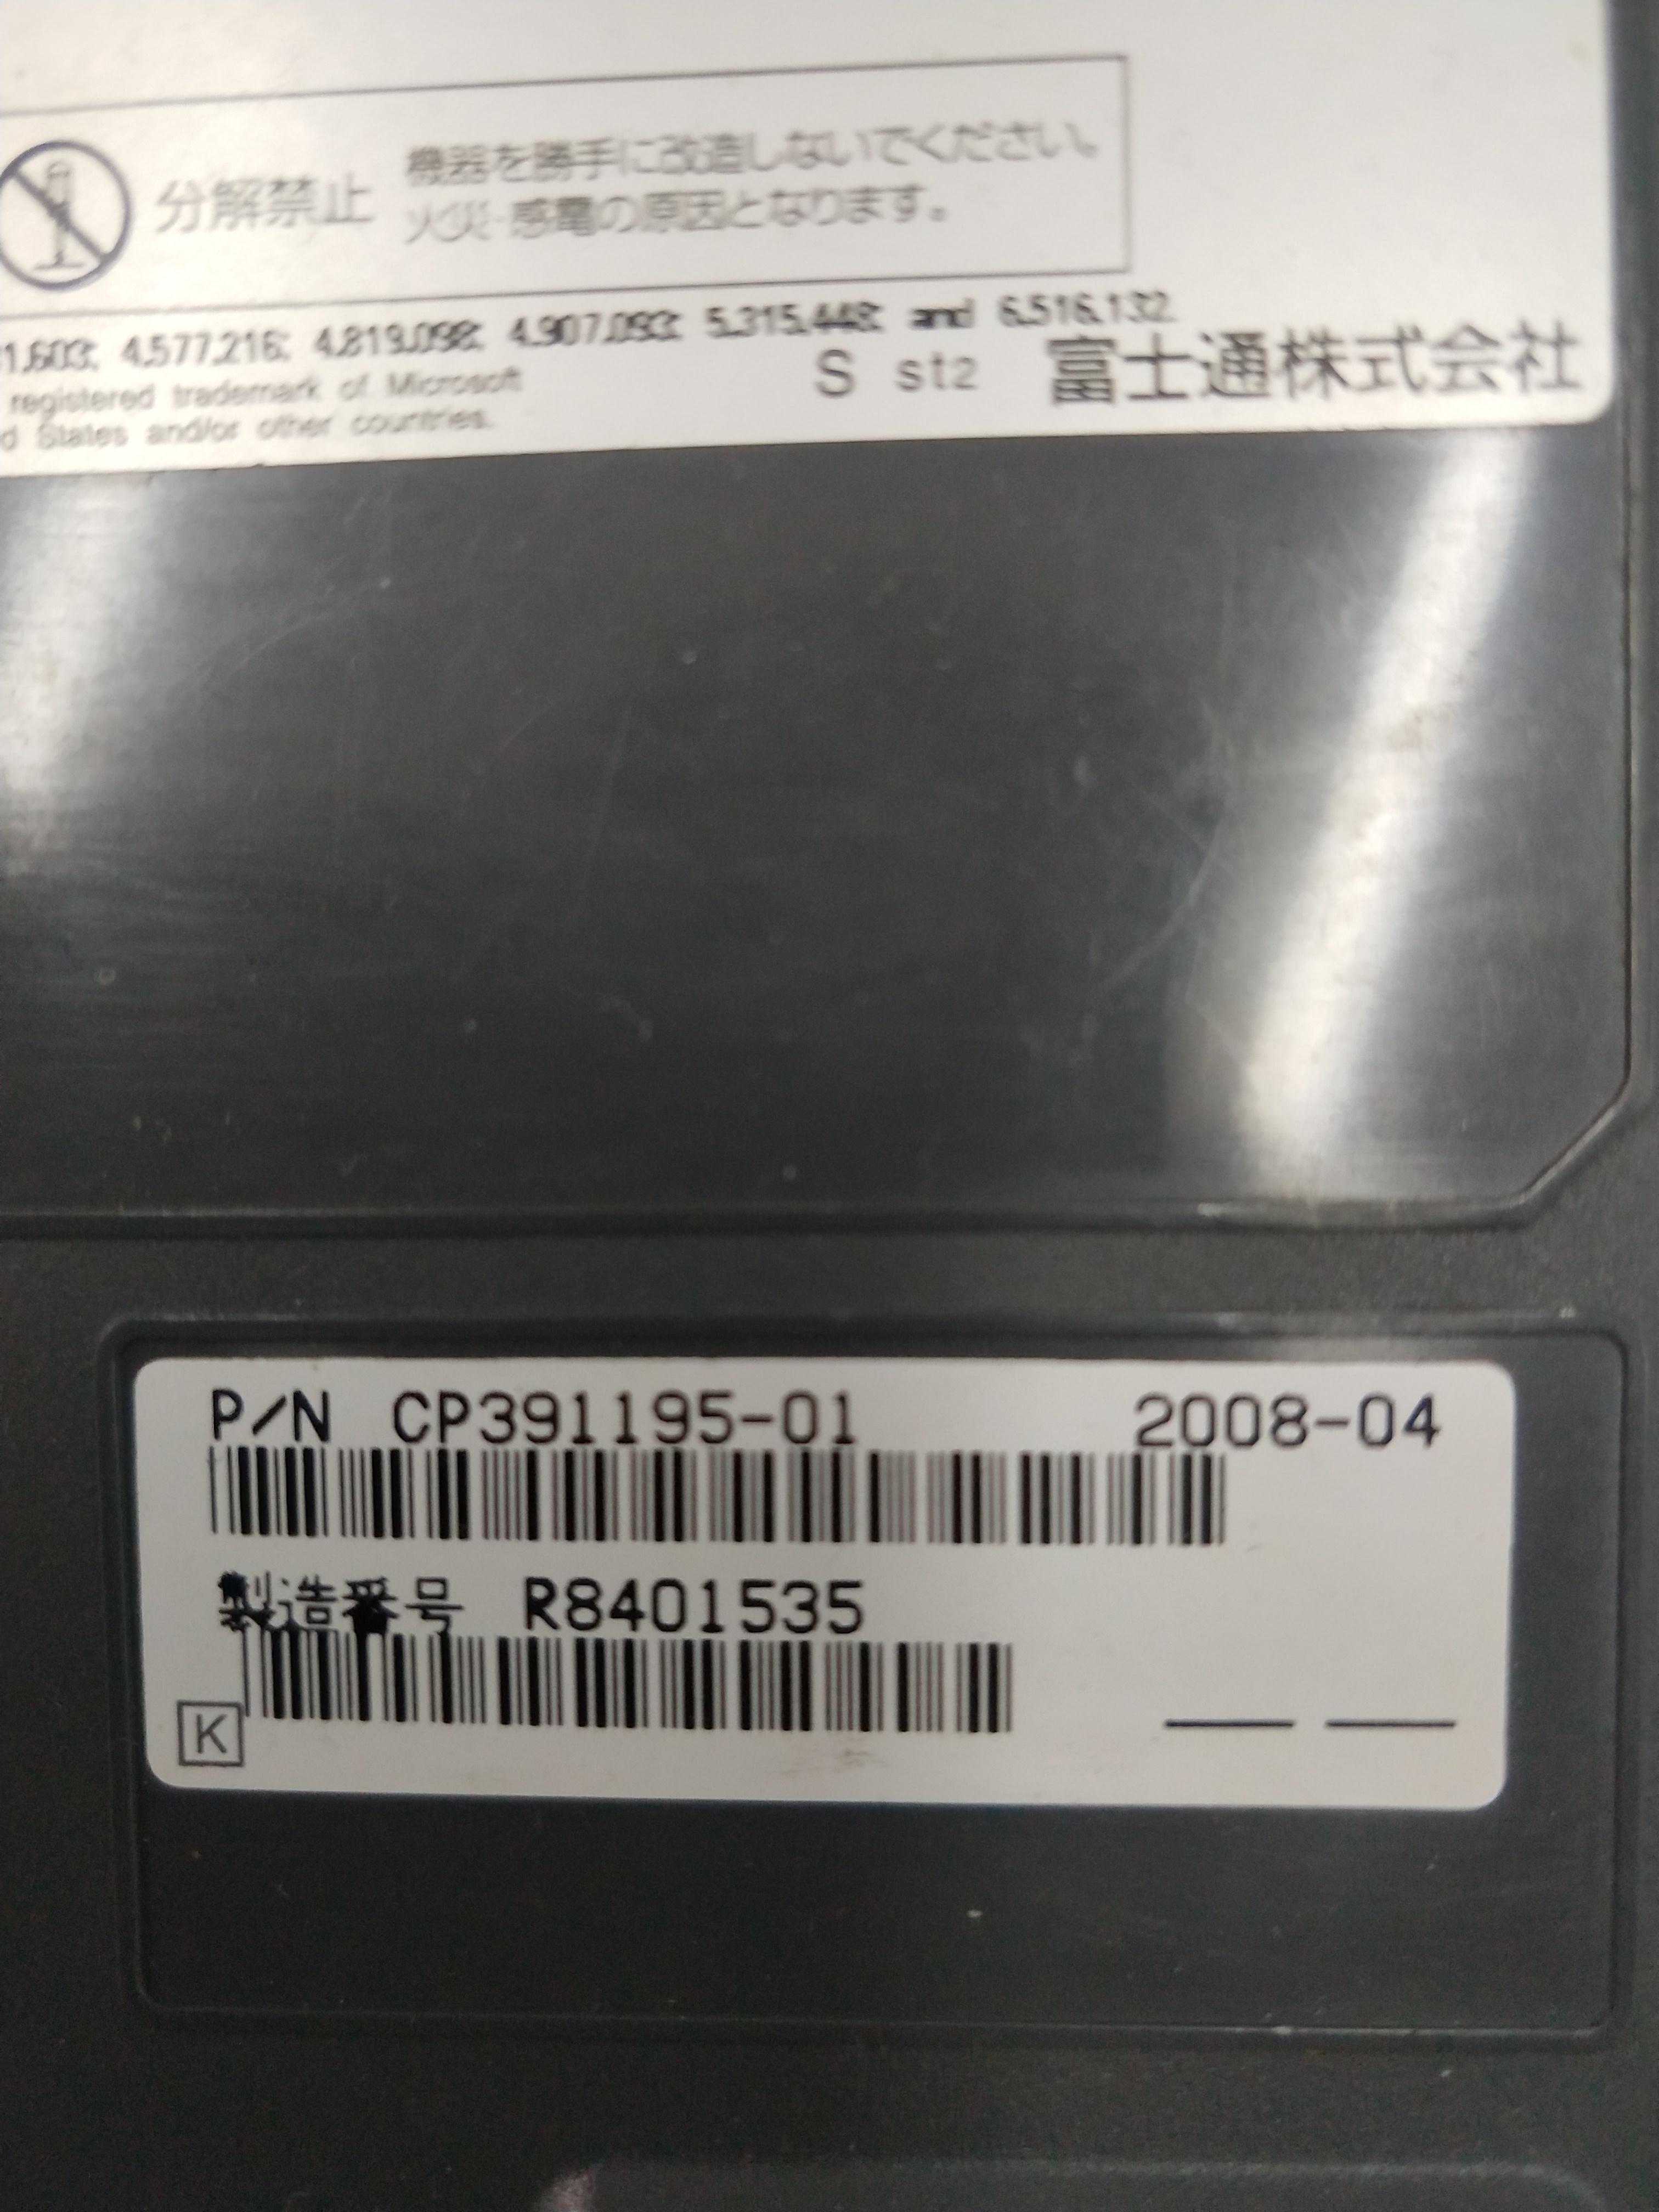 分解禁止
機器を勝手に改造しないでください。
火災・感電の原因となります。
1,603; 4,577,216; 4,819,098; 4,907,093; 5,315,448; and 6,516,132
registered trademark of Microsoft
d States and/or other countries.
S st2 富士通株式会社
P/N CP391195-01 2008-04
製造番号 R8401535
K